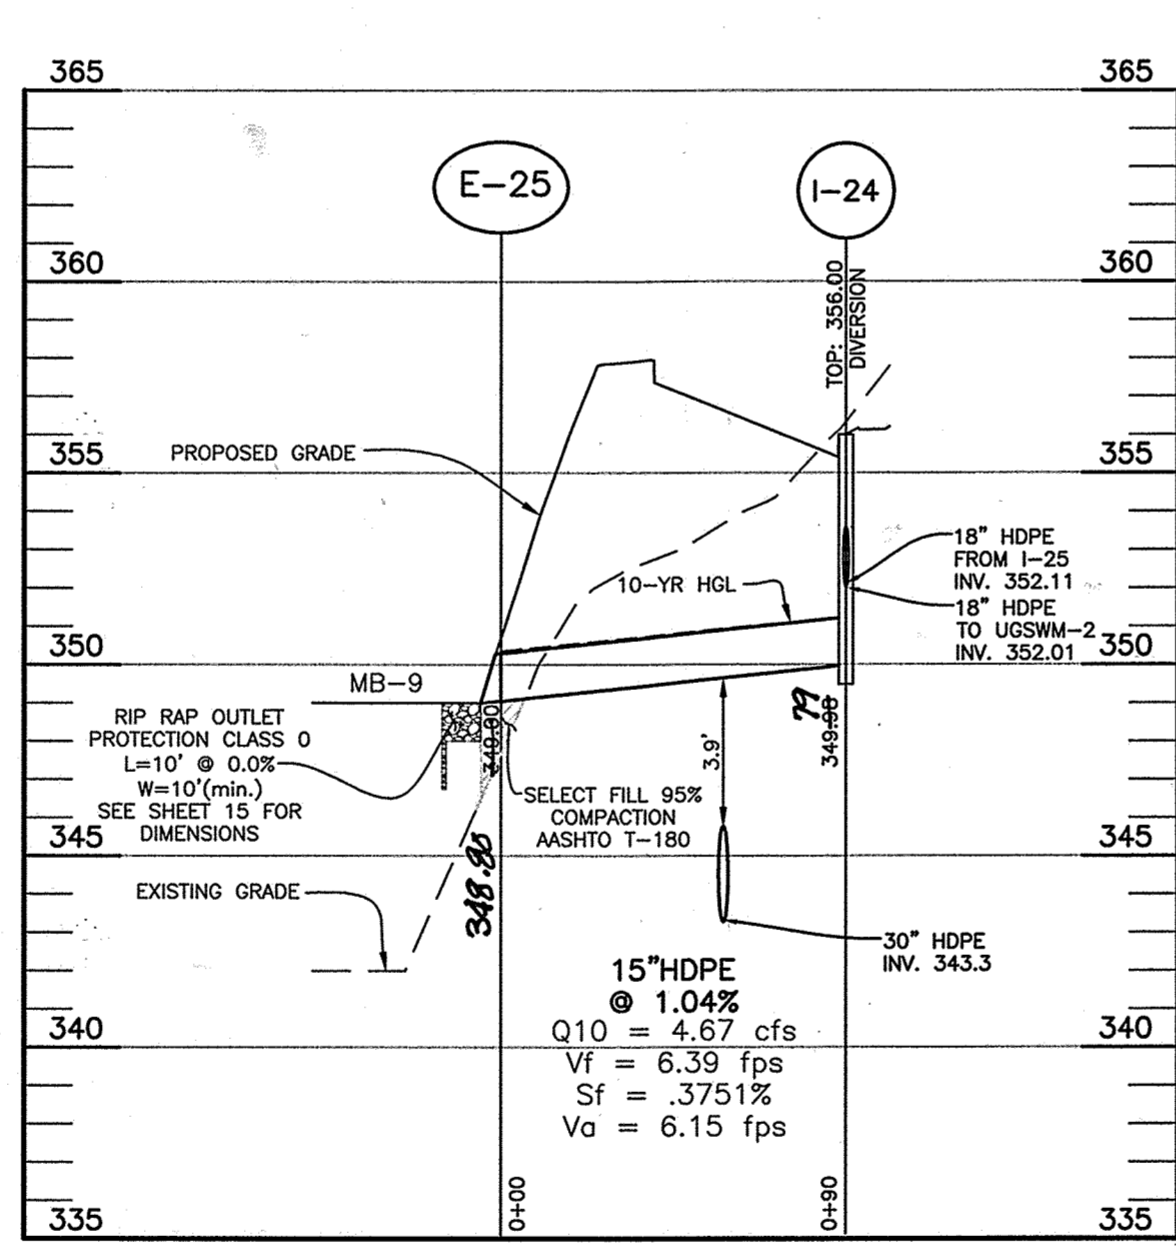 365
365
E-25
I-24
360
360
TOP: 356.00
DIVERSION
PROPOSED GRADE
355
355
18" HDPE
FROM I-25
INV. 352.11
10-YR HGL
18" HDPE
TO UGSWM-2
INV. 352.01
350
350
MB-9
RIP RAP OUTLET
PROTECTION CLASS 0
L=10' @ 0.0%
W=10'(min.)
SEE SHEET 15 FOR
DIMENSIONS
349.00
348.85
3.9'
79
349.98
SELECT FILL 95%
COMPACTION
AASHTO T-180
345
345
EXISTING GRADE
30" HDPE
INV. 343.3
15"HDPE
@ 1.04%
Q10 = 4.67 cfs
Vf = 6.39 fps
Sf = .3751%
Va = 6.15 fps
340
340
0+00
0+90
335
335